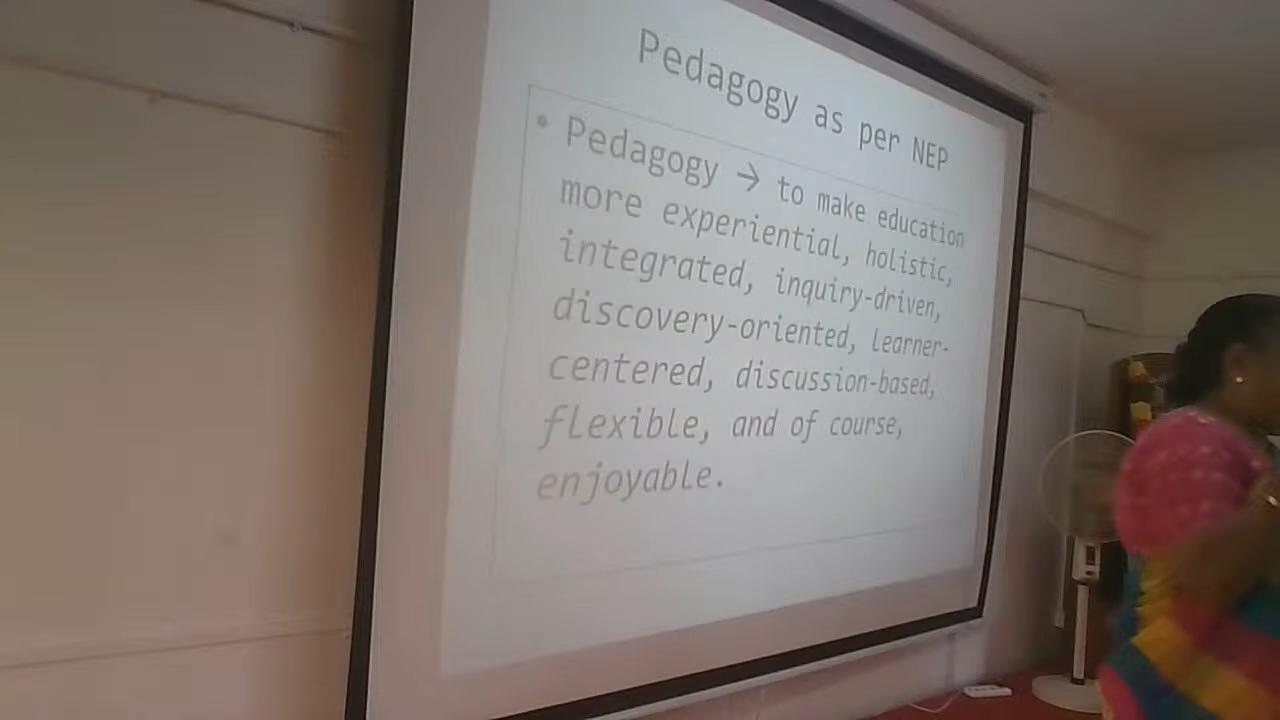 Pedagogy as per NEP
• Pedagogy → to make education
more experiential, holistic,
integrated, inquiry-driven,
discovery-oriented, learner-
centered, discussion-based,
flexible, and of course,
enjoyable.